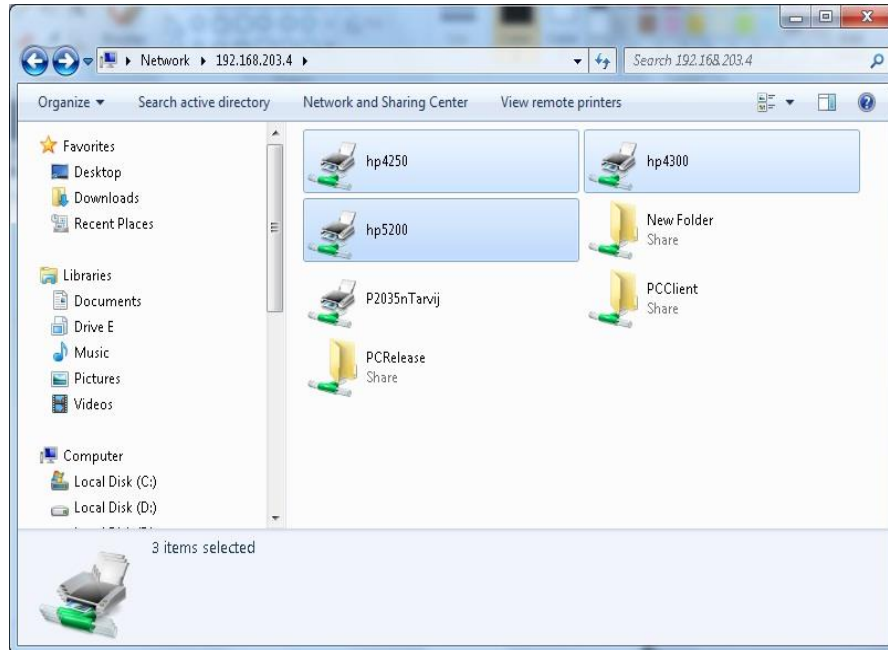 Network ▸ 192.168.203.4 ▸
Search 192.168.203.4
Organize
Search active directory
Network and Sharing Center
View remote printers
Favorites
Desktop
Downloads
Recent Places
Libraries
Documents
Drive E
Music
Pictures
Videos
Computer
Local Disk (C:)
Local Disk (D:)
hp4250
hp4300
hp5200
New Folder
Share
P2035nTarvij
PCClient
Share
PCRelease
Share
3 items selected